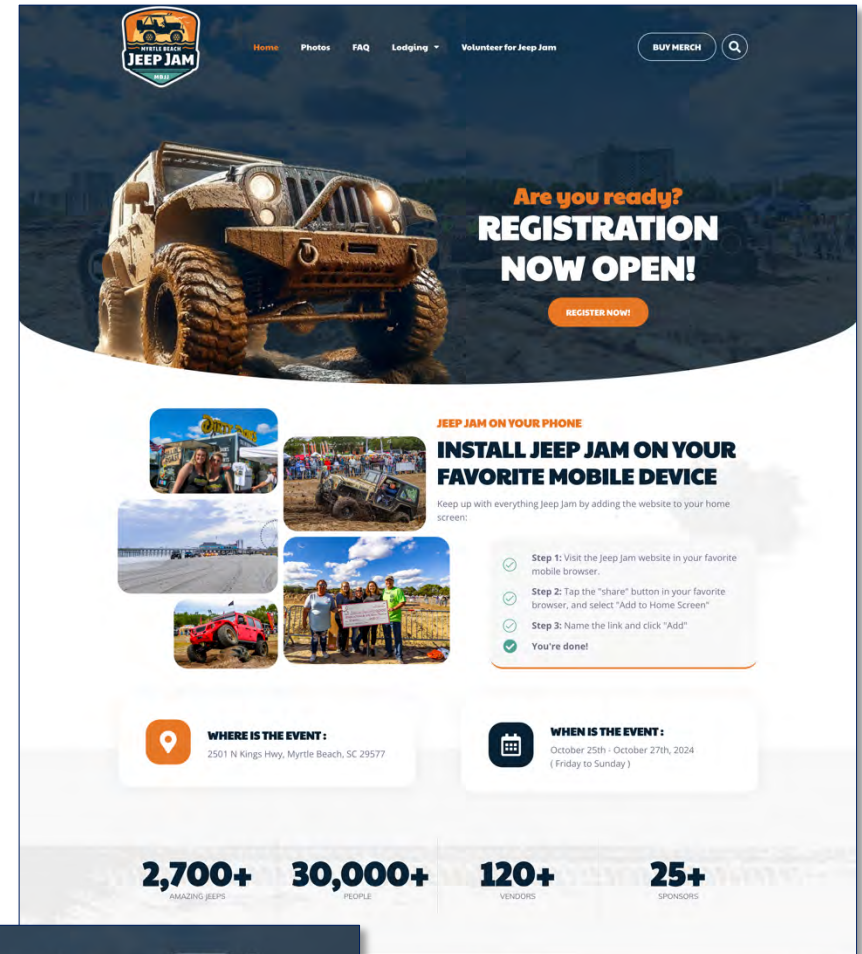 MYRTLE BEACH
JEEP JAM
MBJJ
Home
Photos
FAQ
Lodging
Volunteer for Jeep Jam
BUY MERCH
Are you ready?
REGISTRATION
NOW OPEN!
REGISTER NOW!
JEEP JAM ON YOUR PHONE
INSTALL JEEP JAM ON YOUR
FAVORITE MOBILE DEVICE
Keep up with everything Jeep Jam by adding the website to your home
screen:
Step 1: Visit the Jeep Jam website in your favorite
mobile browser.
Step 2: Tap the "share" button in your favorite
browser, and select "Add to Home Screen"
Step 3: Name the link and click "Add"
You're done!
WHERE IS THE EVENT :
2501 N Kings Hwy, Myrtle Beach, SC 29577
WHEN IS THE EVENT :
October 25th - October 27th, 2024
( Friday to Sunday )
2,700+
AMAZING JEEPS
30,000+
PEOPLE
120+
VENDORS
25+
SPONSORS